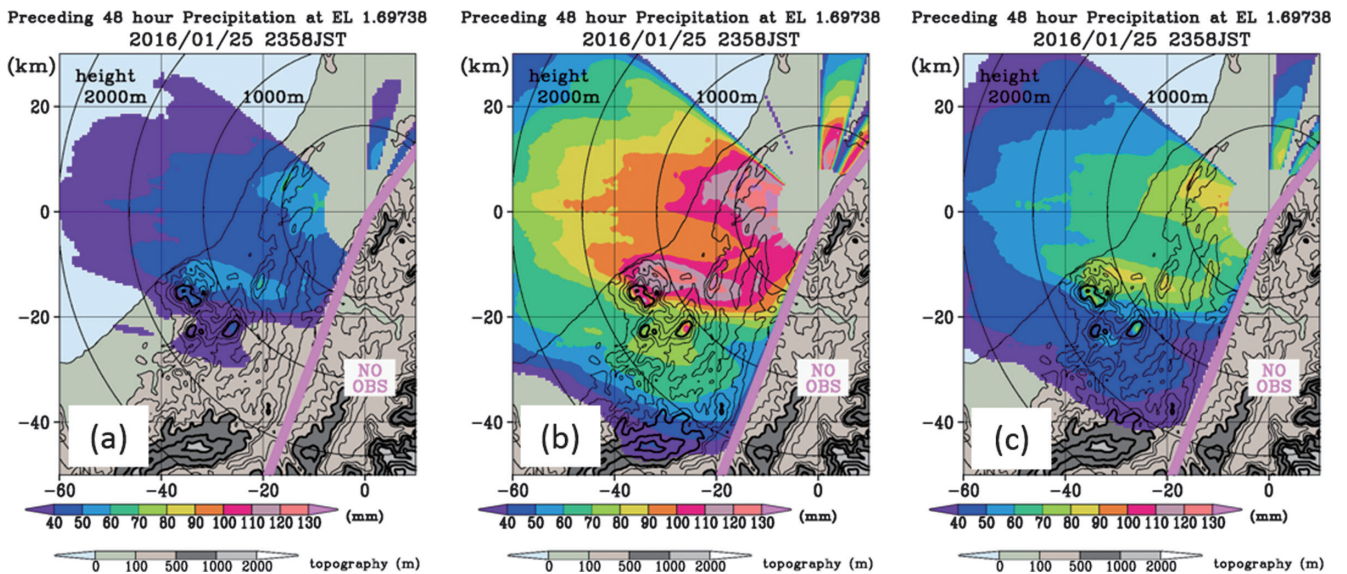 Preceding 48 hour Precipitation at EL 1.69738
2016/01/25 2358JST
(km)
height
2000m
1000m
20
0
−20
−40
NO
OBS
(a)
−60 −40 −20 0
40 50 60 70 80 90 100 110 120 130 (mm)
0 100 500 1000 2000 topography (m)
Preceding 48 hour Precipitation at EL 1.69738
2016/01/25 2358JST
(km)
height
2000m
1000m
20
0
−20
−40
NO
OBS
(b)
−60 −40 −20 0
40 50 60 70 80 90 100 110 120 130 (mm)
0 100 500 1000 2000 topography (m)
Preceding 48 hour Precipitation at EL 1.69738
2016/01/25 2358JST
(km)
height
2000m
1000m
20
0
−20
−40
NO
OBS
(c)
−60 −40 −20 0
40 50 60 70 80 90 100 110 120 130 (mm)
0 100 500 1000 2000 topography (m)